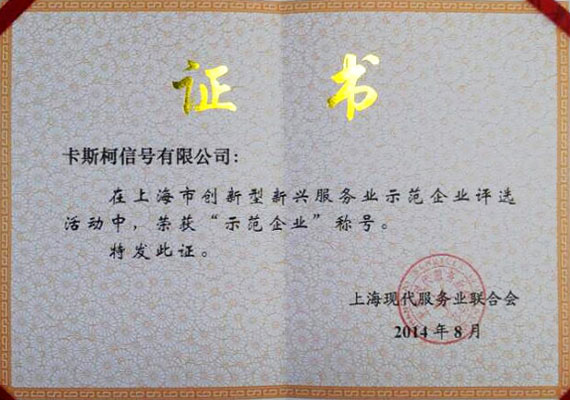 证书
卡斯柯信号有限公司：
在上海市创新型新兴服务业示范企业评选
活动中，荣获“示范企业”称号。
特发此证。
上海现代服务业联合会
2014年8月